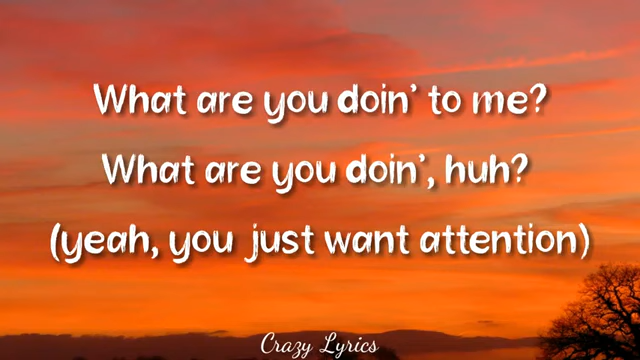 What are you doin' to me?
What are you doin', huh?
(yeah, you just want attention)
Crazy Lyrics